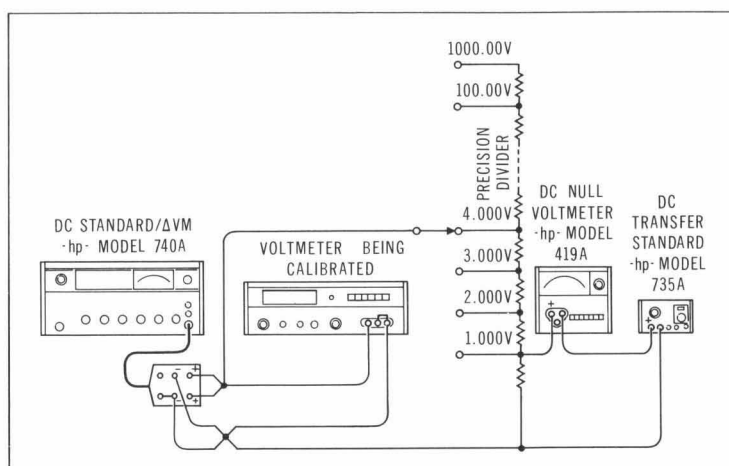 1000.00V
100.00V
PRECISION
DIVIDER
4.000V
3.000V
2.000V
1.000V
DC STANDARD/ΔVM
-hp- MODEL 740A
VOLTMETER BEING
CALIBRATED
DC NULL
VOLTMETER
-hp- MODEL
419A
DC
TRANSFER
STANDARD
-hp- MODEL
735A
+
+
-
+
-
+